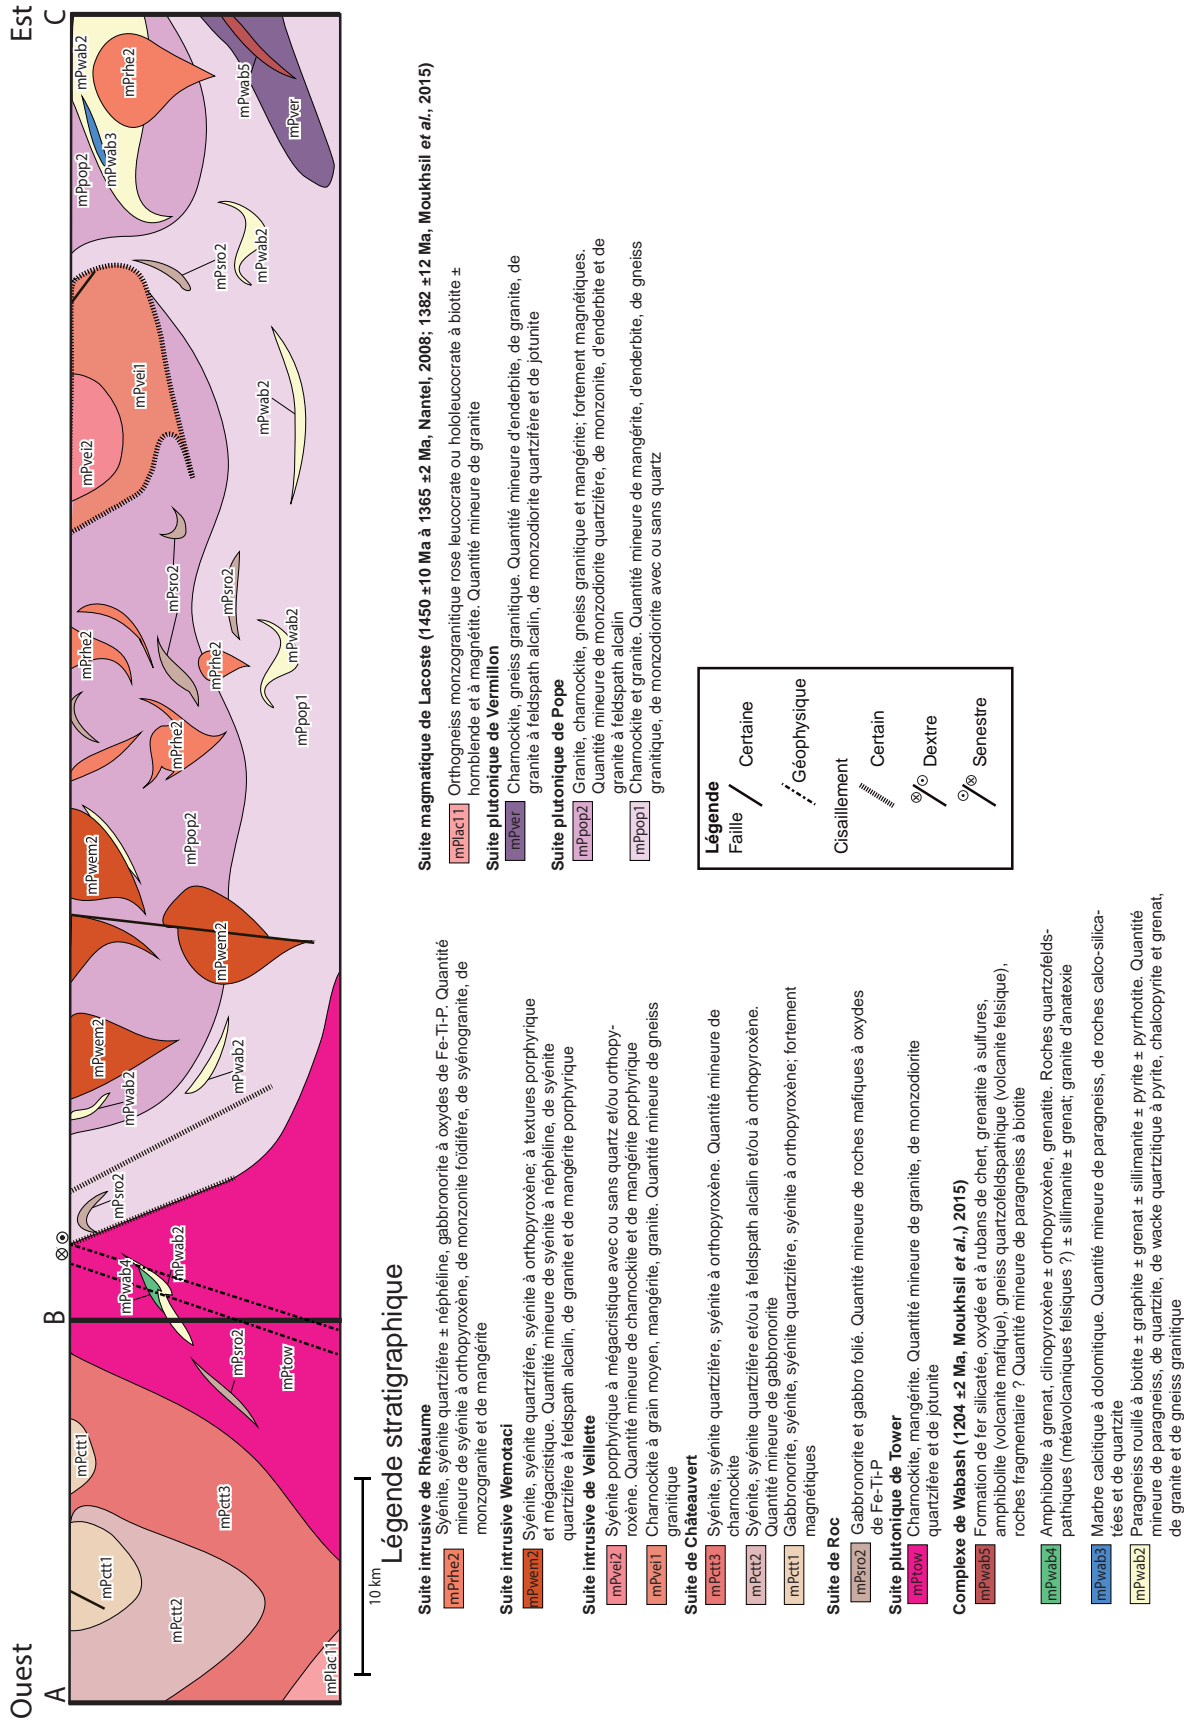 Ouest
Est
A
B
C
mPlac11
mPctt2
mPctt1
mPctt3
mPctt1
mPsro2
mPtow
mPwab4
mPwab2
mPsro2
mPwab2
mPwem2
mPwab2
mPwem2
mPwem2
mPpop2
mPrhe2
mPpop1
mPrhe2
mPrhe2
mPwab2
mPsro2
mPsro2
mPvei2
mPvei1
mPwab2
mPsro2
mPwab2
mPpop2
mPwab3
mPwab2
mPrhe2
mPwab5
mPver
10 km
Légende stratigraphique
Suite intrusive de Rhéaume
mPrhe2
Syénite, syénite quartzifère ± néphéline, gabbronorite à oxydes de Fe-Ti-P. Quantité
mineure de syénite à orthopyroxène, de monzonite foïdifère, de syénogranite, de
monzogranite et de mangérite
Suite intrusive Wemotaci
mPwem2
Syénite, syénite quartzifère, syénite à orthopyroxène; à textures porphyrique
et mégacristique. Quantité mineure de syénite à néphéline, de syénite
quartzifère à feldspath alcalin, de granite et de mangérite porphyrique
Suite intrusive de Veillette
mPvei2
Syénite porphyrique à mégacristique avec ou sans quartz et/ou orthopy-
roxène. Quantité mineure de charnockite et de mangérite porphyrique
mPvei1
Charnockite à grain moyen, mangérite, granite. Quantité mineure de gneiss
granitique
Suite de Châteauvert
mPctt3
Syénite, syénite quartzifère, syénite à orthopyroxène. Quantité mineure de
charnockite
mPctt2
Syénite, syénite quartzifère et/ou à feldspath alcalin et/ou à orthopyroxène.
Quantité mineure de gabbronorite
mPctt1
Gabbronorite, syénite, syénite quartzifère, syénite à orthopyroxène; fortement
magnétiques
Suite de Roc
mPsro2
Gabbronorite et gabbro folié. Quantité mineure de roches mafiques à oxydes
de Fe-Ti-P
Suite plutonique de Tower
mPtow
Charnockite, mangérite. Quantité mineure de granite, de monzodiorite
quartzifère et de jotunite
Complexe de Wabash (1204 ±2 Ma, Moukhsil et al.,) 2015)
mPwab5
Formation de fer silicatée, oxydée et à rubans de chert, grenatite à sulfures,
amphibolite (volcanite mafique), gneiss quartzofeldspathique (volcanite felsique),
roches fragmentaire ? Quantité mineure de paragneiss à biotite
mPwab4
Amphibolite à grenat, clinopyroxène ± orthopyroxène, grenatite. Roches quartzofelds-
pathiques (métavolcaniques felsiques ?) ± sillimanite ± grenat; granite d'anatexie
mPwab3
Marbre calcitique à dolomitique. Quantité mineure de paragneiss, de roches calco-silica-
tées et de quartzite
mPwab2
Paragneiss rouillé à biotite ± graphite ± grenat ± sillimanite ± pyrite ± pyrrhotite. Quantité
mineure de paragneiss, de quartzite, de wacke quartzitique à pyrite, chalcopyrite et grenat,
de granite et de gneiss granitique
Suite magmatique de Lacoste (1450 ±10 Ma à 1365 ±2 Ma, Nantel, 2008; 1382 ±12 Ma, Moukhsil et al., 2015)
mPlac11
Orthogneiss monzogranitique rose leucocrate ou hololeucocrate à biotite ±
hornblende et à magnétite. Quantité mineure de granite
Suite plutonique de Vermillon
mPver
Charnockite, gneiss granitique. Quantité mineure d'enderbite, de granite, de
granite à feldspath alcalin, de monzodiorite quartzifère et de jotunite
Suite plutonique de Pope
mPpop2
Granite, charnockite, gneiss granitique et mangérite; fortement magnétiques.
Quantité mineure de monzodiorite quartzifère, de monzonite, d'enderbite et de
granite à feldspath alcalin
mPpop1
Charnockite et granite. Quantité mineure de mangérite, d'enderbite, de gneiss
granitique, de monzodiorite avec ou sans quartz
Légende
Faille
Certaine
Géophysique
Cisaillement
Certain
Dextre
Senestre